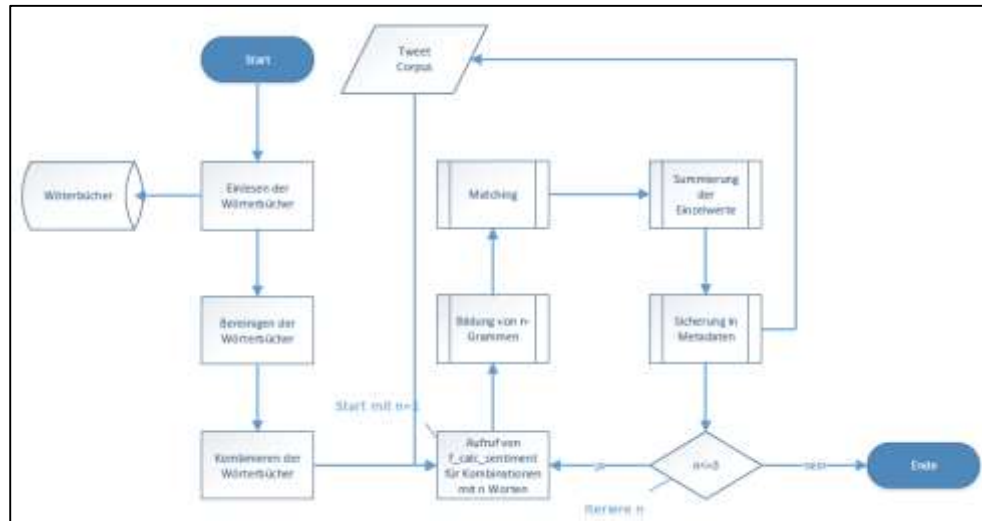 Start
Tweet
Corpus
Wörterbücher
Einlesen der
Wörterbücher
Matching
Summierung
der
Einzelwerte
Bereinigen der
Wörterbücher
Bildung von n-
Grammen
Sicherung in
Metadaten
Start mit n=1
Kombinieren der
Wörterbücher
Aufruf von
f_calc_sentiment
für Kombinationen
mit n Worten
ja
nein
Ende
Iteriere n